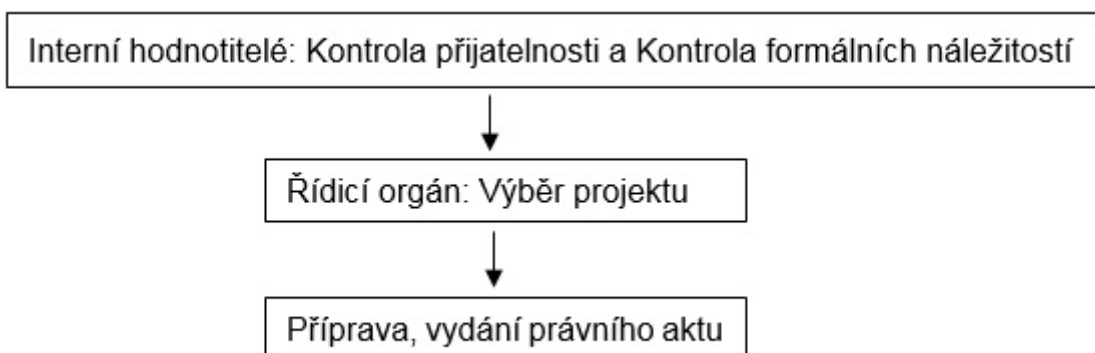 Interní hodnotitelé: Kontrola přijatelnosti a Kontrola formálních náležitostí
Řídicí orgán: Výběr projektu
Příprava, vydání právního aktu